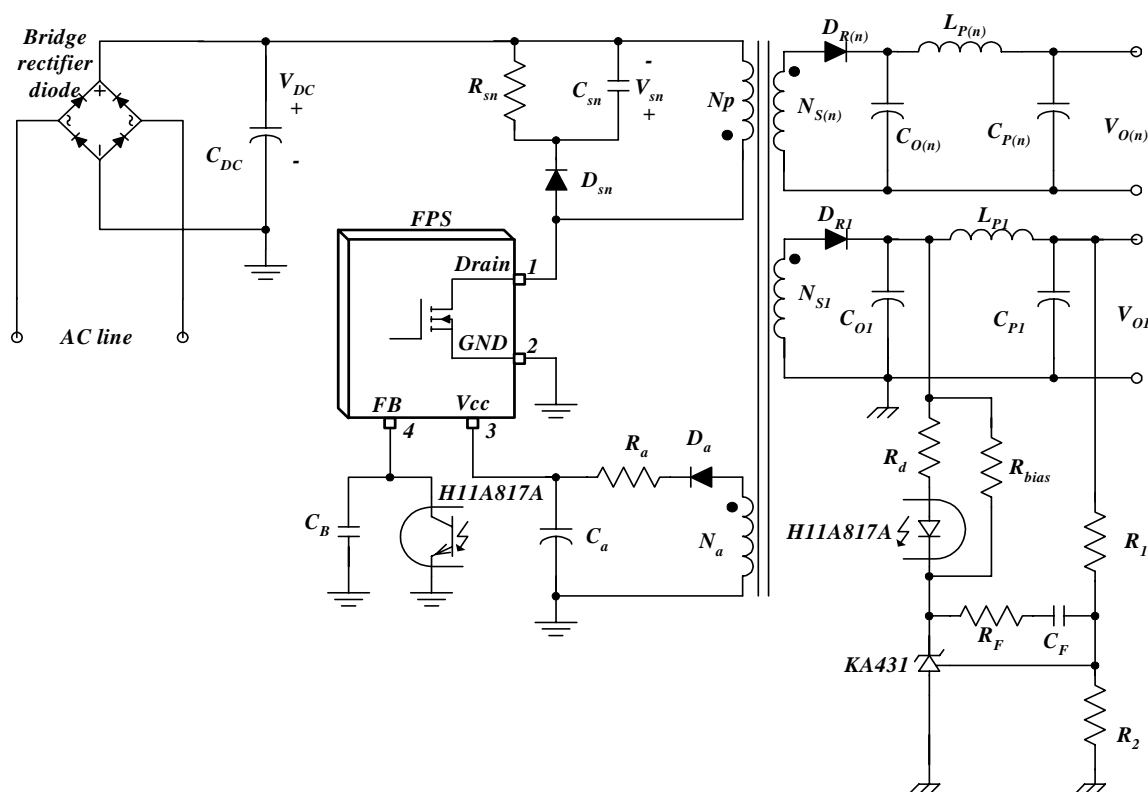 Bridge
rectifier
diode
V_DC
+
C_DC
-
+
~
~
R_sn
C_sn
-
V_sn
+
Np
D_sn
D_R(n)
L_P(n)
N_S(n)
C_O(n)
C_P(n)
V_O(n)
D_R1
L_P1
N_S1
C_O1
C_P1
V_O1
AC line
FPS
Drain
1
GND
2
FB
Vcc
4
3
C_B
H11A817A
R_a
D_a
C_a
N_a
R_d
R_bias
H11A817A
R_1
R_F
C_F
KA431
R_2